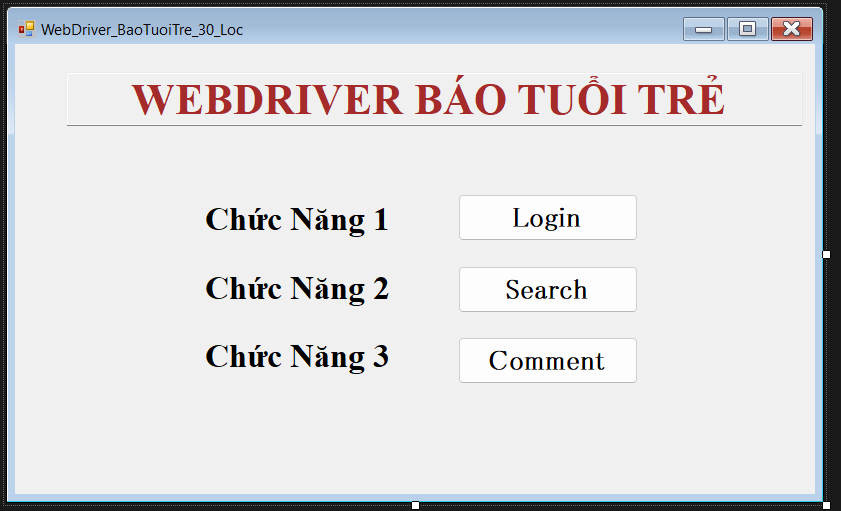 WebDriver_BaoTuoiTre_30_Loc
WEBDRIVER BÁO TUỔI TRẺ
Chức Năng 1 Login
Chức Năng 2 Search
Chức Năng 3 Comment